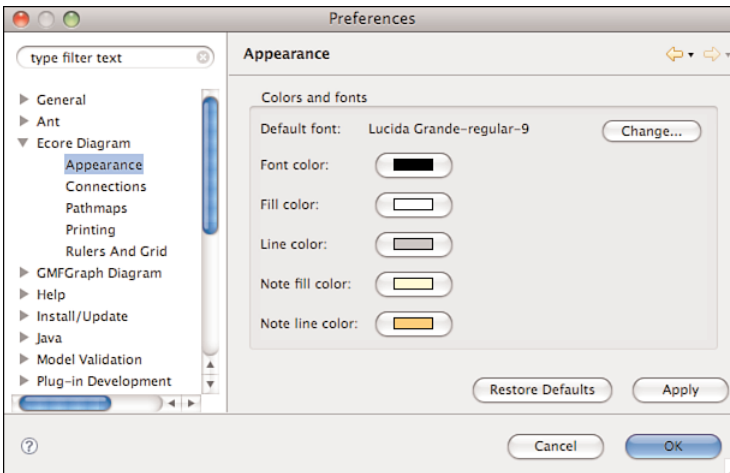 Preferences
type filter text
General
Ant
Ecore Diagram
Appearance
Connections
Pathmaps
Printing
Rulers And Grid
GMFGraph Diagram
Help
Install/Update
Java
Model Validation
Plug-in Development
Appearance
Colors and fonts
Default font: Lucida Grande-regular-9 Change...
Font color:
Fill color:
Line color:
Note fill color:
Note line color:
Restore Defaults Apply
? Cancel OK